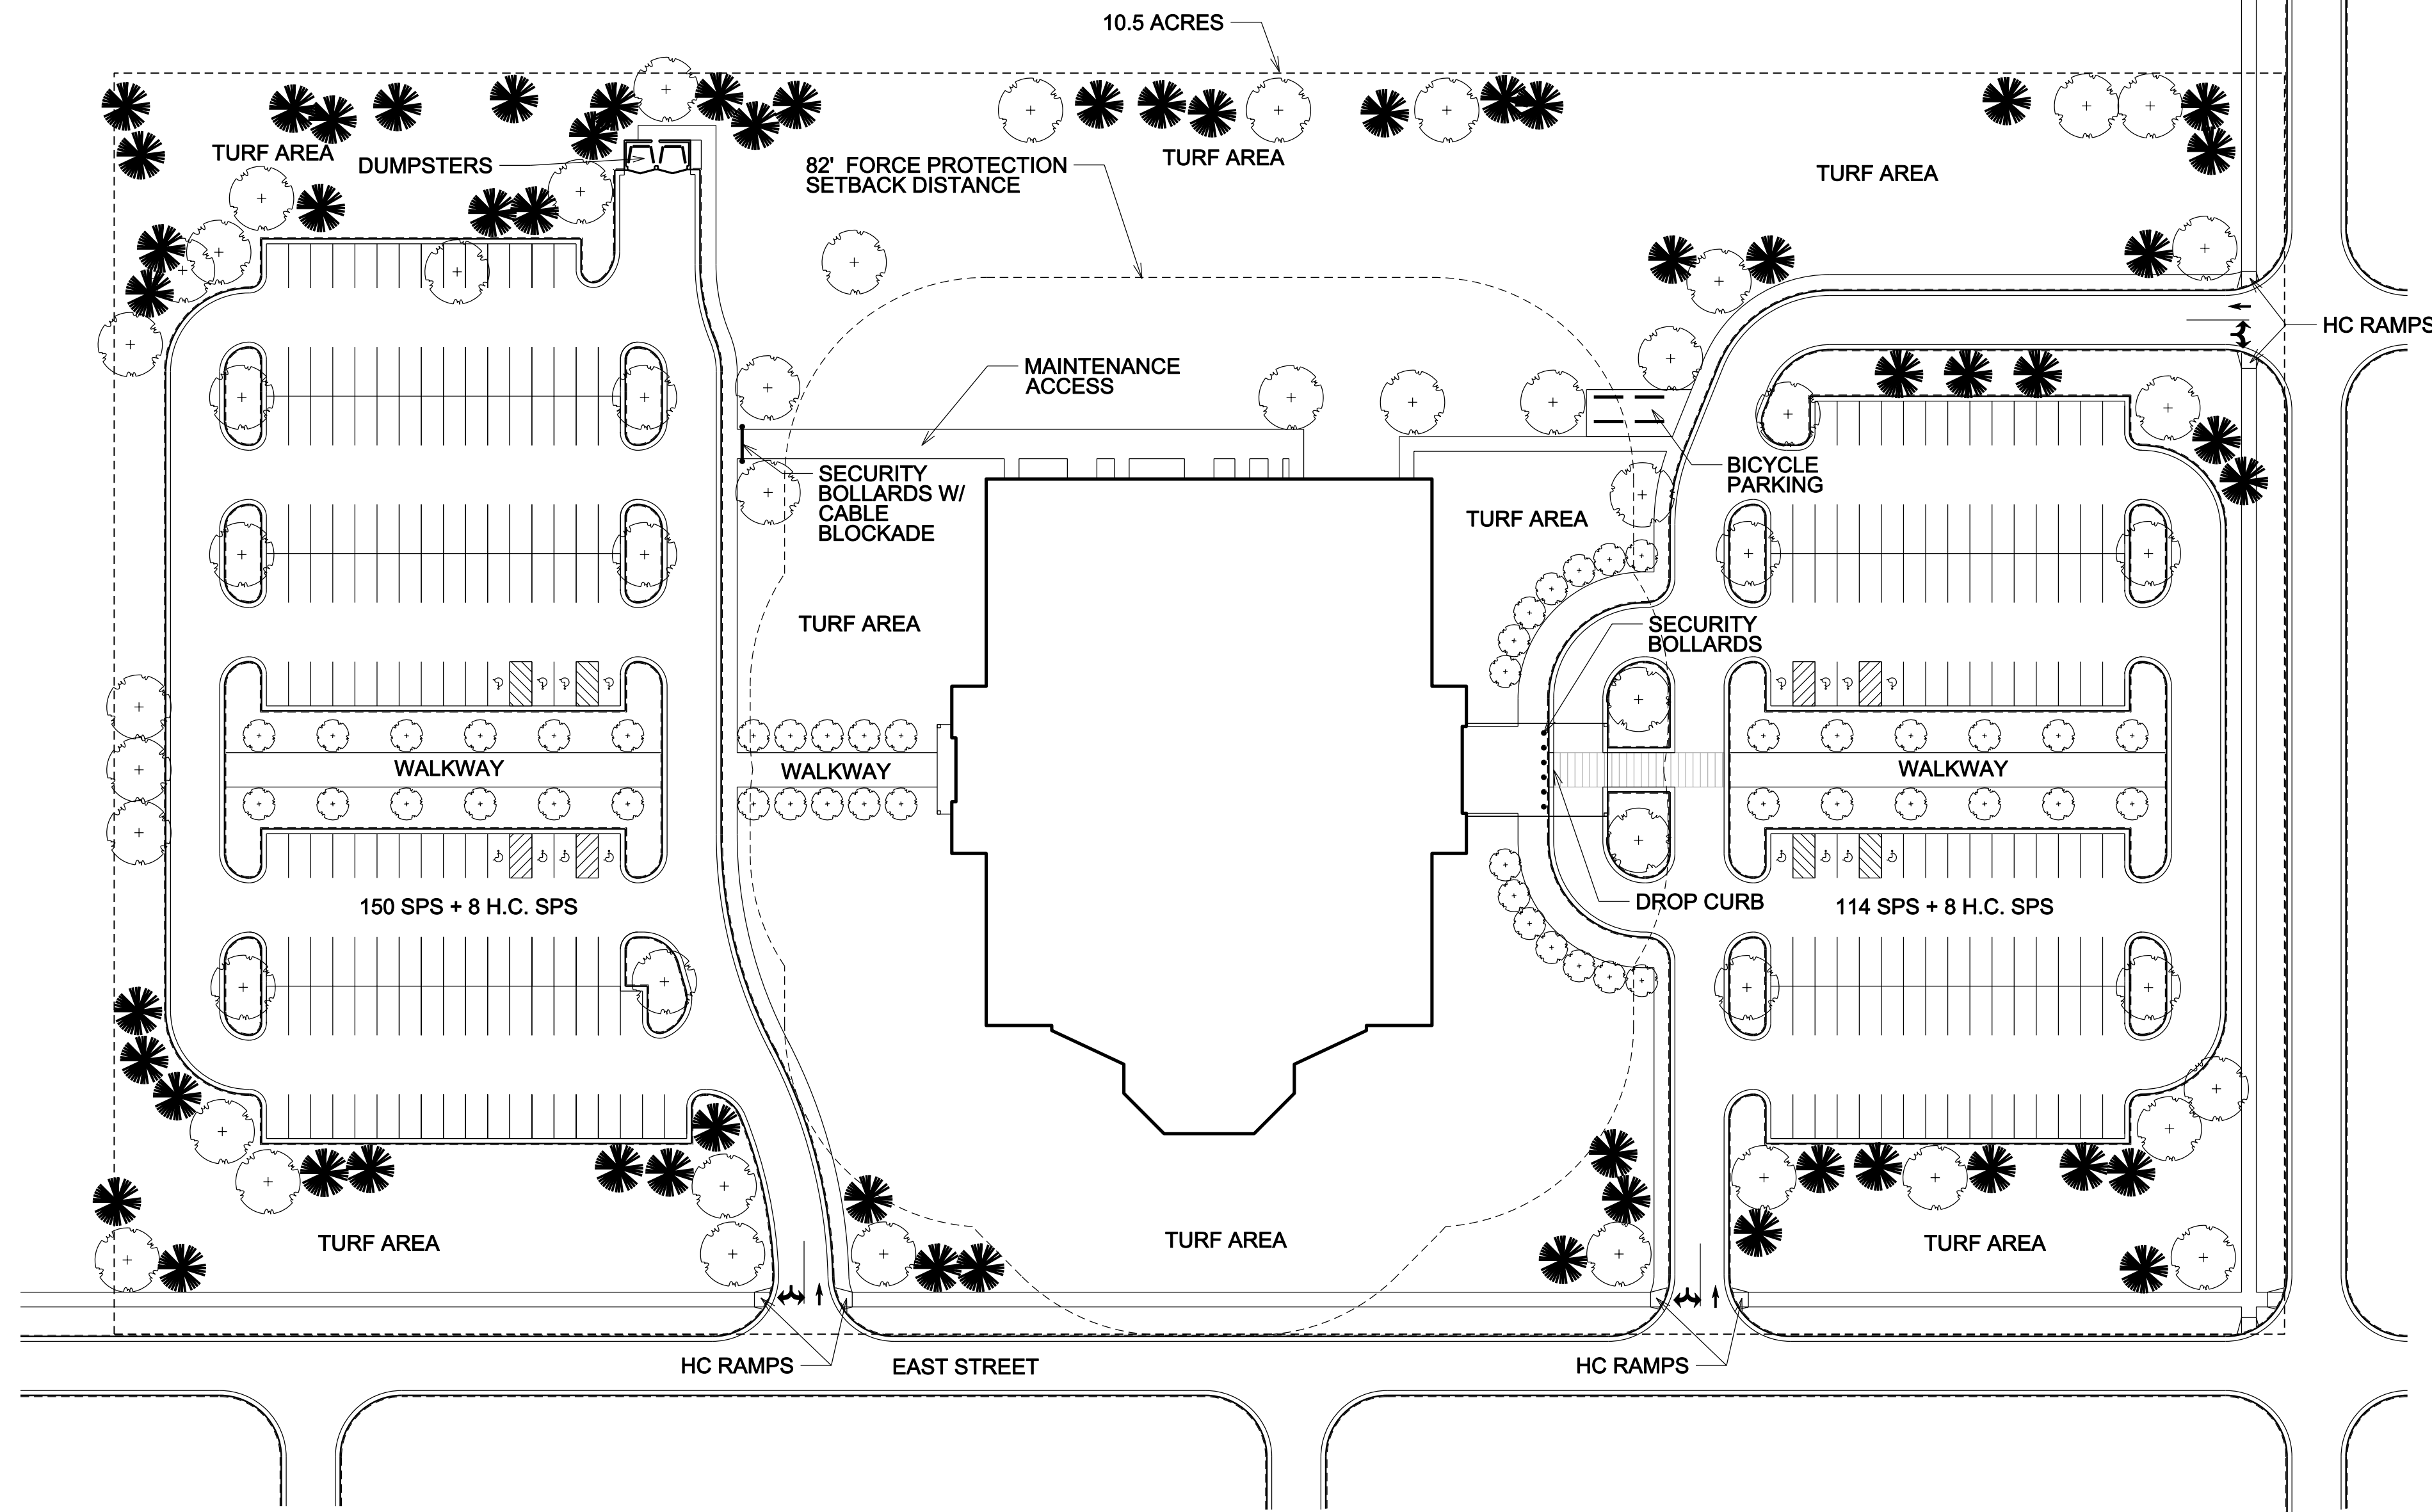 10.5 ACRES
TURF AREA
DUMPSTERS
82' FORCE PROTECTION
SETBACK DISTANCE
TURF AREA
TURF AREA
HC RAMPS
MAINTENANCE
ACCESS
SECURITY
BOLLARDS W/
CABLE
BLOCKADE
BICYCLE
PARKING
TURF AREA
TURF AREA
SECURITY
BOLLARDS
WALKWAY
WALKWAY
WALKWAY
150 SPS + 8 H.C. SPS
DROP CURB
114 SPS + 8 H.C. SPS
TURF AREA
TURF AREA
TURF AREA
HC RAMPS
EAST STREET
HC RAMPS